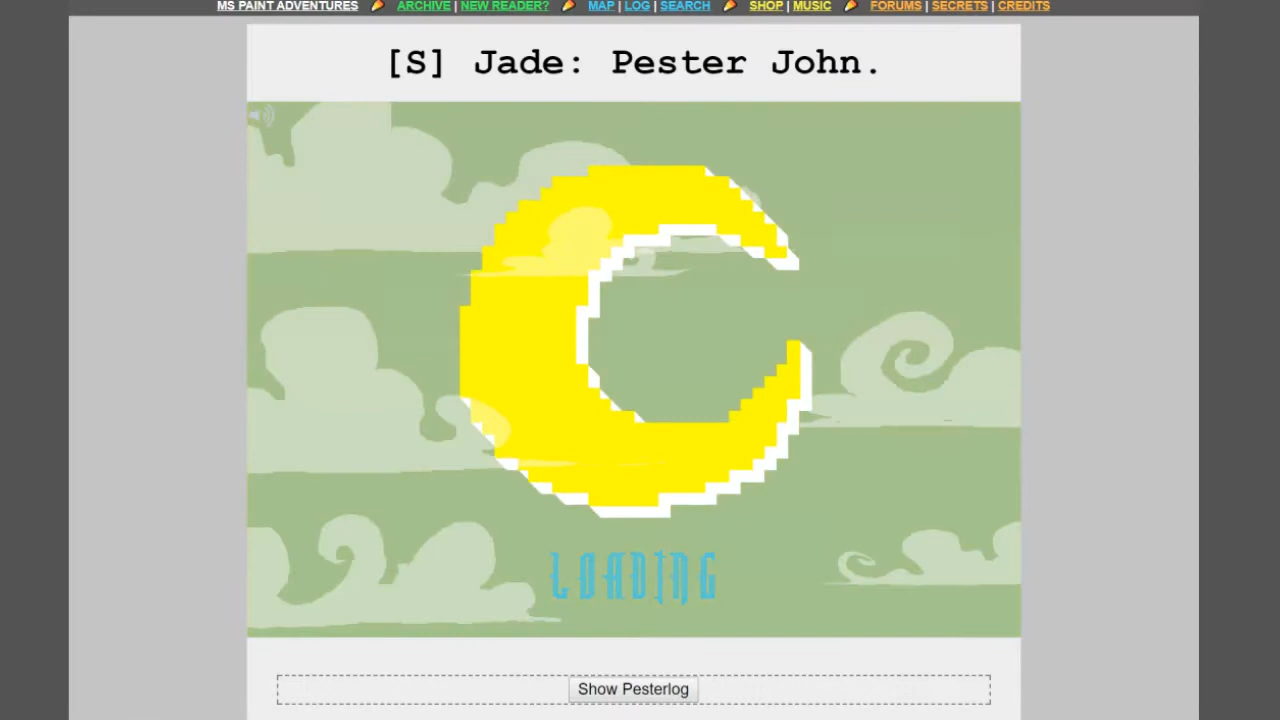 MS PAINT ADVENTURES ARCHIVE | NEW READER? MAP | LOG | SEARCH SHOP | MUSIC FORUMS | SECRETS | CREDITS
[S] Jade: Pester John.
LOADING
Show Pesterlog